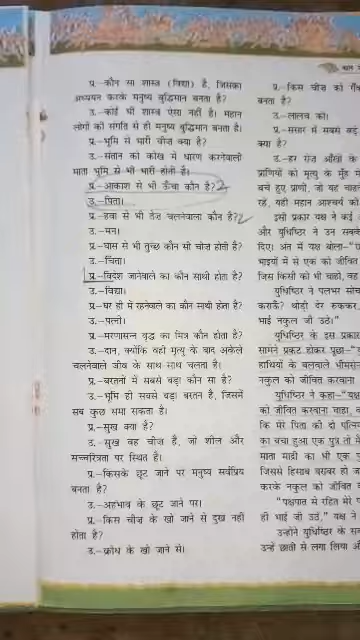 प्र.–कौन सा शास्त्र (विद्या) है, जिसका
अध्ययन करके मनुष्य बुद्धिमान बनता है?
उ.–कोई भी शास्त्र ऐसा नहीं है। महान
लोगों की संगति से ही मनुष्य बुद्धिमान बनता है।
प्र.–भूमि से भारी चीज क्या है?
उ.–संतान को कोख में धारण करनेवाली
माता भूमि से भी भारी होती है।
प्र.–आकाश से भी ऊँचा कौन है?
उ.–पिता।
प्र.–हवा से भी तेज चलनेवाला कौन है?
उ.–मन।
प्र.–घास से भी तुच्छ कौन सी चीज होती है?
उ.–चिंता।
प्र.–विदेश जानेवाले का कौन साथी होता है?
उ.–विद्या।
प्र.–घर ही में रहनेवाले का कौन साथी होता है?
उ.–पत्नी।
प्र.–मरणासन्न वृद्ध का मित्र कौन होता है?
उ.–दान, क्योंकि वही मृत्यु के बाद अकेले
चलनेवाले जीव के साथ-साथ चलता है।
प्र.–बरतनों में सबसे बड़ा कौन सा है?
उ.–भूमि ही सबसे बड़ा बरतन है, जिसमें
सब कुछ समा सकता है।
प्र.–सुख क्या है?
उ.–सुख वह चीज है, जो शील और
सच्चरित्रता पर स्थित है।
प्र.–किसके छूट जाने पर मनुष्य सर्वप्रिय
बनता है?
उ.–अहंभाव के छूट जाने पर।
प्र.–किस चीज के खो जाने से दुख नहीं
होता है?
उ.–क्रोध के खो जाने से।
प्र.–किस चीज को
बनता है?
उ.–लालच को।
प्र.–संसार में सबसे बड़े
क्या है?
उ.–हर रोज आँखों के
प्राणियों को मृत्यु के मुँह
बचे हुए प्राणी, जो यह चाहते
रहें, यही महान आश्चर्य की
इसी प्रकार यक्ष ने कई
और युधिष्ठिर ने उन सबके
दिए। अंत में यक्ष बोला–
भाइयों में से एक को जीवित
जिस किसी को भी चाहो, वह
युधिष्ठिर ने पलभर सोचा
कराऊँ? थोड़ी देर रुककर,
भाई नकुल जी उठे।"
युधिष्ठिर के इस प्रकार
सामने प्रकट होकर पूछा–
हाथियों के बलवाले भीमसेन
नकुल को जीवित करवाना
युधिष्ठिर ने कहा–"यक्ष
को जीवित करवाना चाहा,
कि मेरे पिता की दो पत्नियों
का बचा हुआ एक पुत्र तो मैं
माता माद्री का भी एक
जिससे हिसाब बराबर हो
करके नकुल को जीवित
"पक्षपात से रहित मेरे
ही भाई जी उठें," यक्ष ने
उन्होंने युधिष्ठिर के
उन्हें छाती से लगा लिया